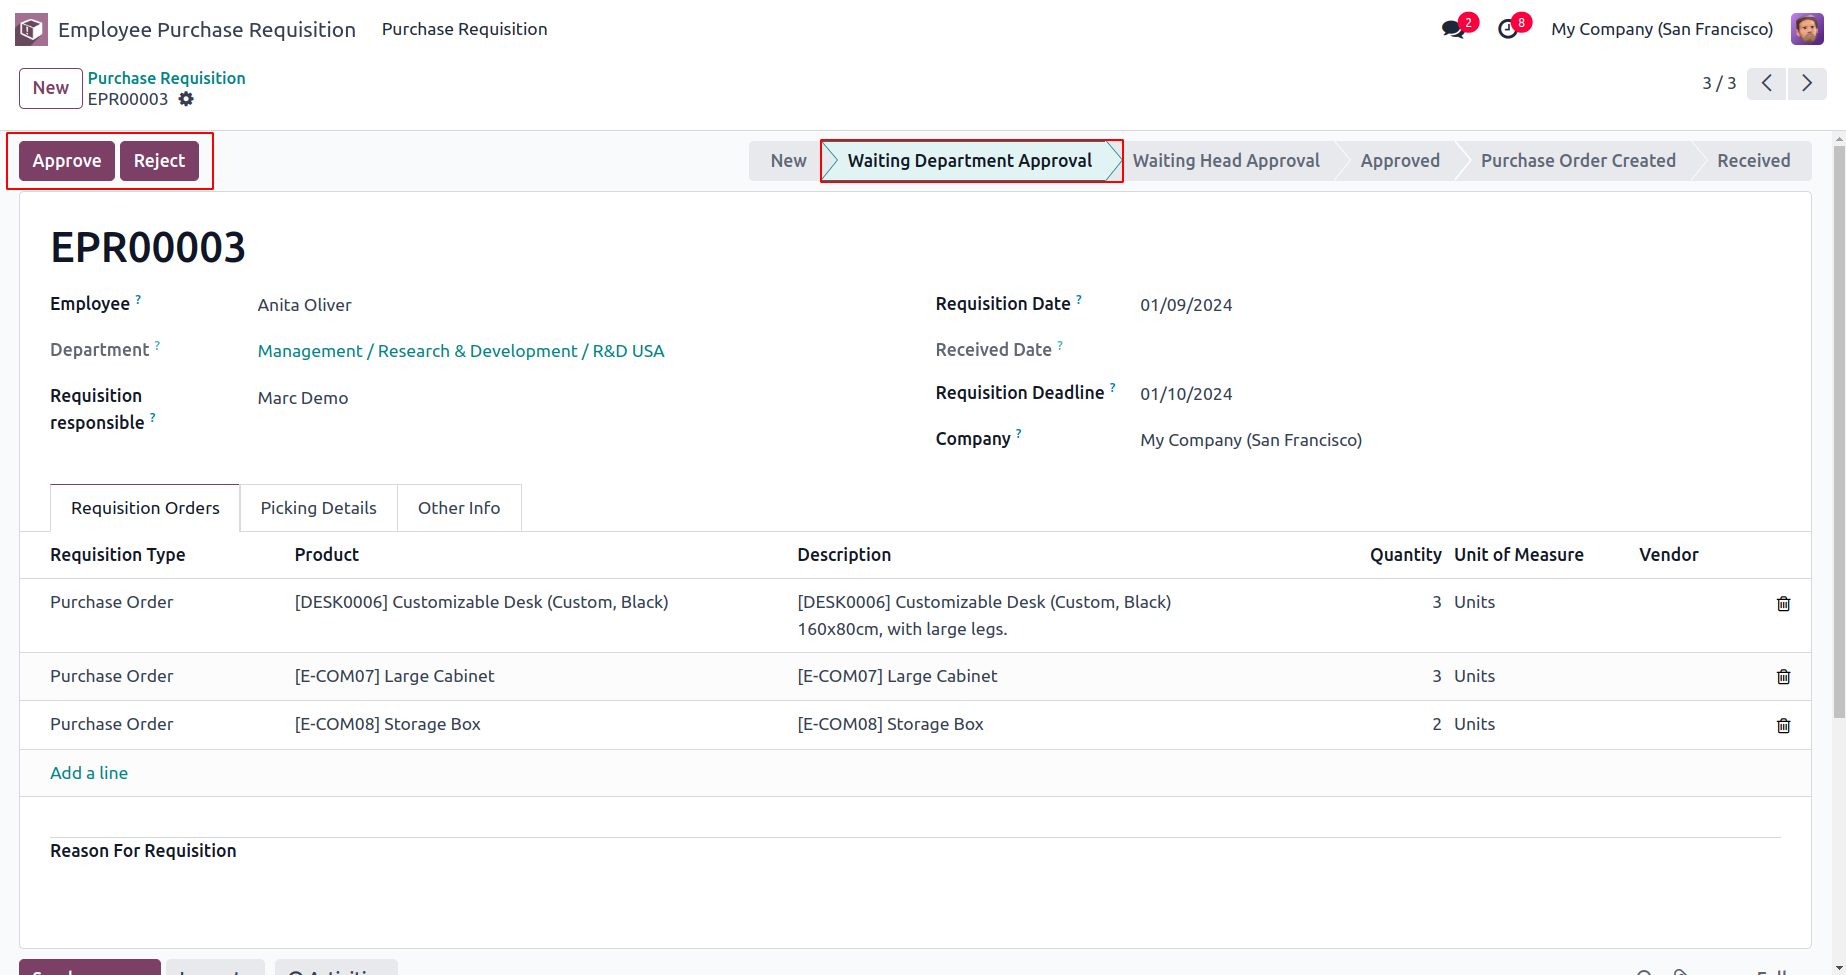 Employee Purchase Requisition Purchase Requisition 2 8 My Company (San Francisco)
New Purchase Requisition
EPR00003 3 / 3
Approve Reject New Waiting Department Approval Waiting Head Approval Approved Purchase Order Created Received
EPR00003
Employee ? Anita Oliver Requisition Date ? 01/09/2024
Department ? Management / Research & Development / R&D USA Received Date ?
Requisition responsible ? Marc Demo Requisition Deadline ? 01/10/2024
Company ? My Company (San Francisco)
Requisition Orders Picking Details Other Info
Requisition Type Product Description Quantity Unit of Measure Vendor
Purchase Order [DESK0006] Customizable Desk (Custom, Black) [DESK0006] Customizable Desk (Custom, Black) 3 Units
160x80cm, with large legs.
Purchase Order [E-COM07] Large Cabinet [E-COM07] Large Cabinet 3 Units
Purchase Order [E-COM08] Storage Box [E-COM08] Storage Box 2 Units
Add a line
Reason For Requisition